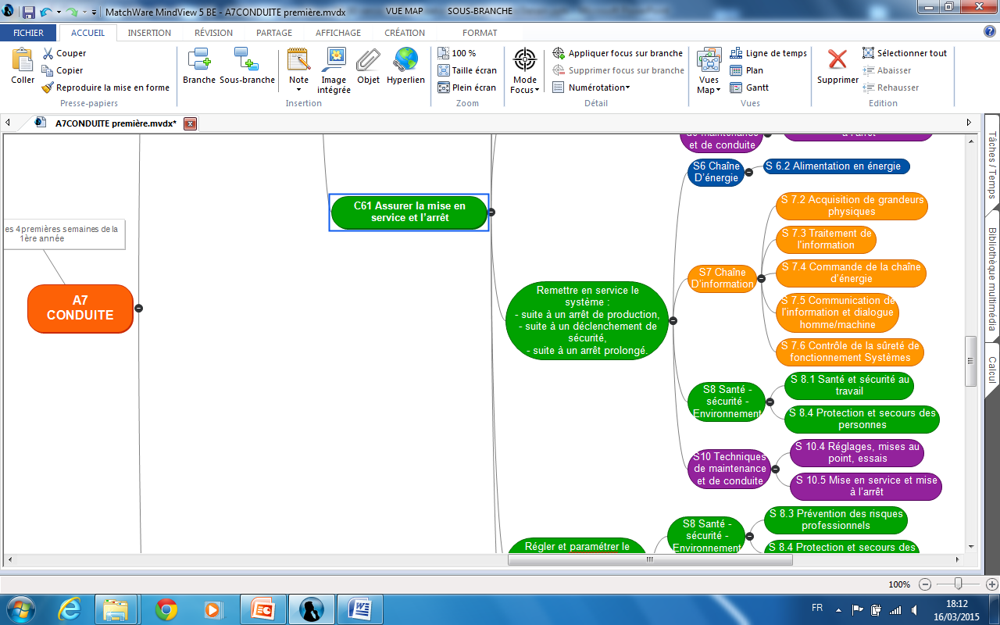 MatchWare MindView 5 BE - A7CONDUITE première.mvdx
VUE MAP
SOUS-BRANCHE
FICHIER
ACCUEIL
INSERTION
RÉVISION
PARTAGE
AFFICHAGE
CRÉATION
FORMAT
Coller
Couper
Copier
Reproduire la mise en forme
Presse-papiers
Branche
Sous-branche
Note
Image
intégrée
Objet
Hyperlien
Insertion
100 %
Taille écran
Plein écran
Zoom
Mode
Focus
Appliquer focus sur branche
Supprimer focus sur branche
Numérotation
Détail
Vues
Map
Ligne de temps
Plan
Gantt
Vues
Supprimer
Sélectionner tout
Abaisser
Rehausser
Edition
A7CONDUITE première.mvdx*
Tâches / Temps
Bibliothèque multimédia
Calcul
es 4 premières semaines de la
1ère année
A7
CONDUITE
C61 Assurer la mise en
service et l'arrêt
de maintenance
et de conduite
à l'arrêt
S6 Chaîne
D'énergie
S 6.2 Alimentation en énergie
Remettre en service le
système :
- suite à un arrêt de production,
- suite à un déclenchement de
sécurité,
- suite à un arrêt prolongé.
S7 Chaîne
D'information
S 7.2 Acquisition de grandeurs
physiques
S 7.3 Traitement de
l'information
S 7.4 Commande de la chaîne
d'énergie
S 7.5 Communication de
l'information et dialogue
homme/machine
S 7.6 Contrôle de la sûreté de
fonctionnement Systèmes
S8 Santé -
sécurité -
Environnement
S 8.1 Santé et sécurité au
travail
S 8.4 Protection et secours des
personnes
S10 Techniques
de maintenance
et de conduite
S 10.4 Réglages, mises au
point, essais
S 10.5 Mise en service et mise
à l'arrêt
Régler et paramétrer le
S8 Santé -
sécurité -
Environnement
S 8.3 Prévention des risques
professionnels
S 8.4 Protection et secours des
100%
FR
18:12
16/03/2015